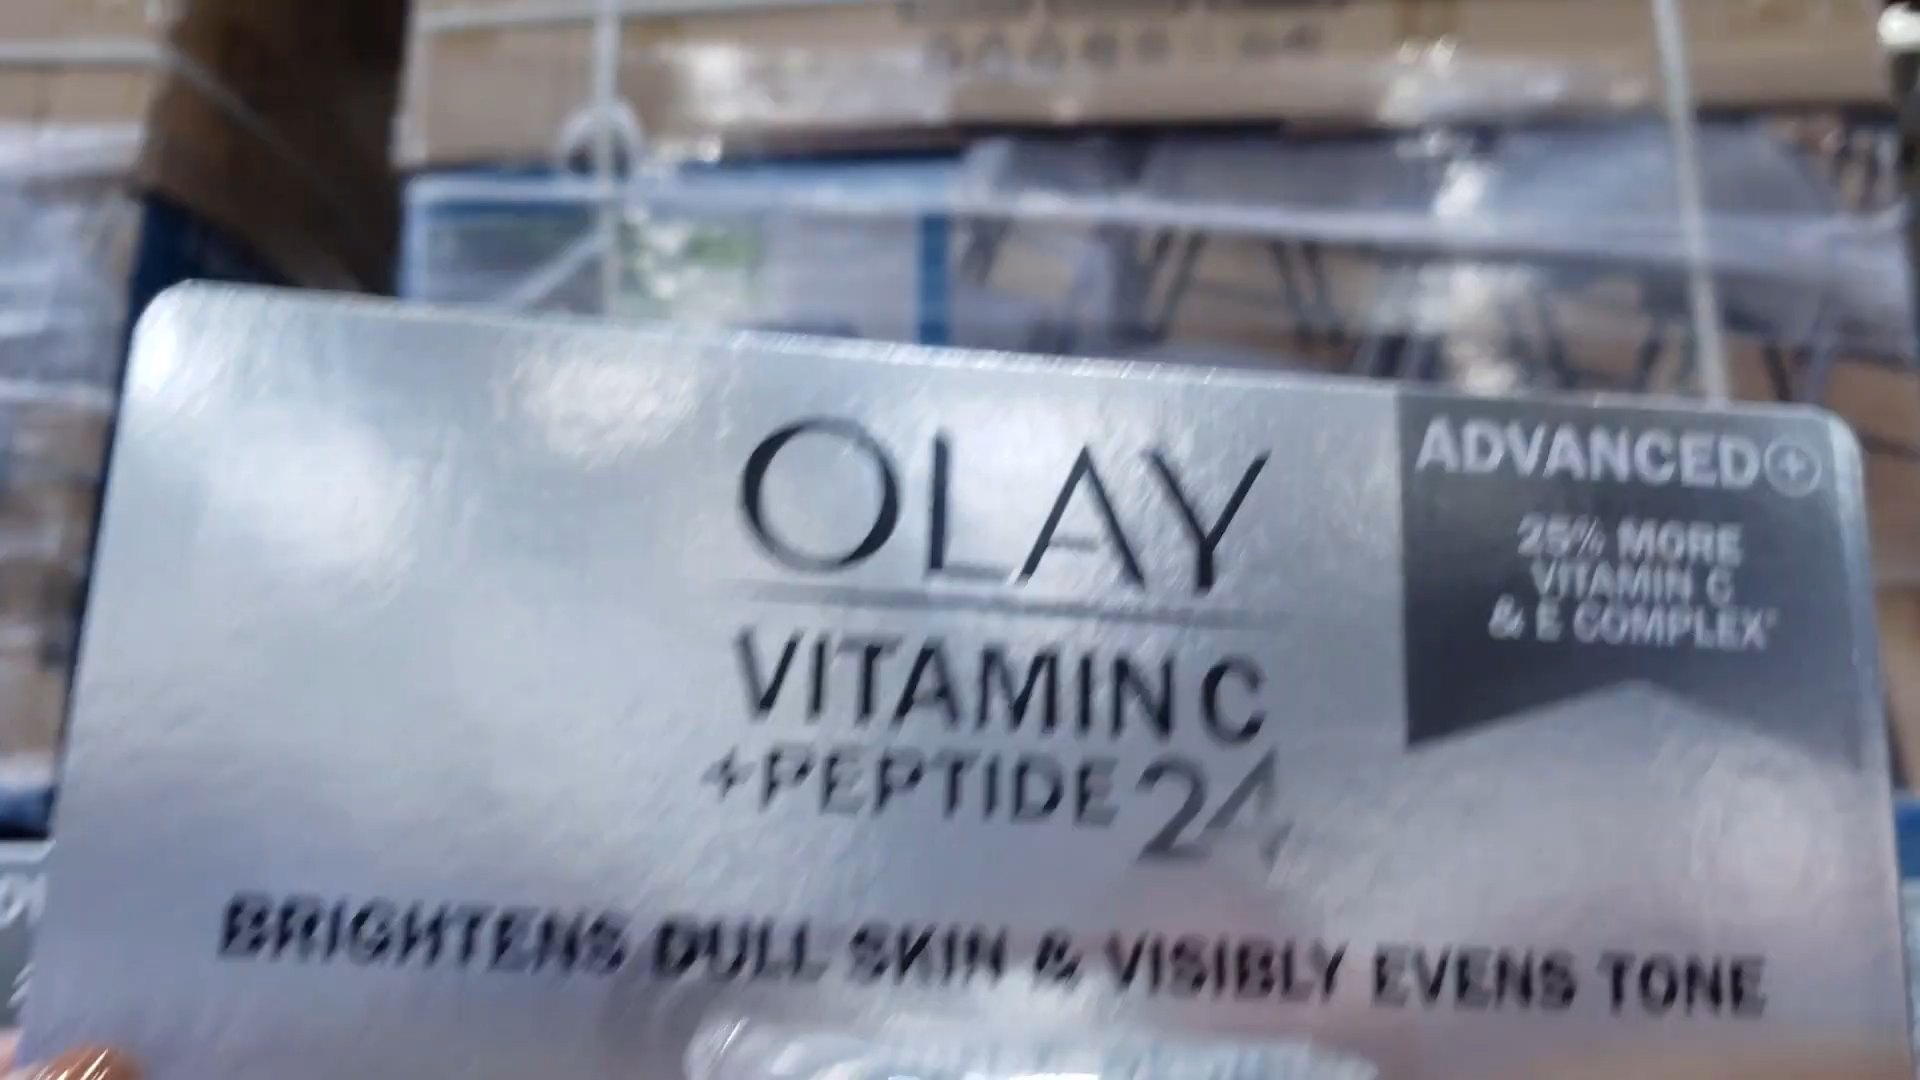 OLAY
VITAMIN C
+PEPTIDE 24
BRIGHTENS DULL SKIN & VISIBLY EVENS TONE
ADVANCED+
25% MORE
VITAMIN C
& E COMPLEX*